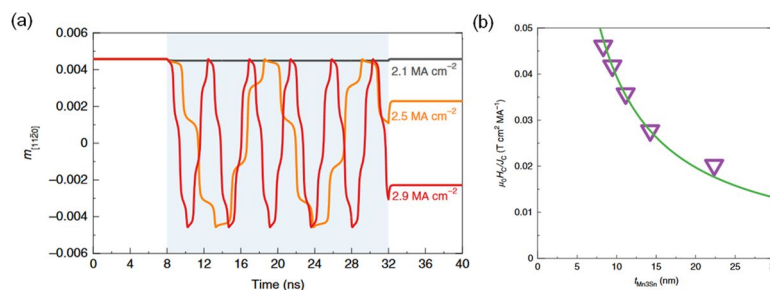 (a)
0.006
0.004
0.002
0
−0.002
−0.004
−0.006
m[112̄0]
2.1 MA cm−2
2.5 MA cm−2
2.9 MA cm−2
0 4 8 12 16 20 24 28 32 36 40
Time (ns)
(b)
0.05
0.04
0.03
0.02
0.01
0.00
μ0HC/JC (T cm2 MA−1)
0 5 10 15 20 25
tMn3Sn (nm)